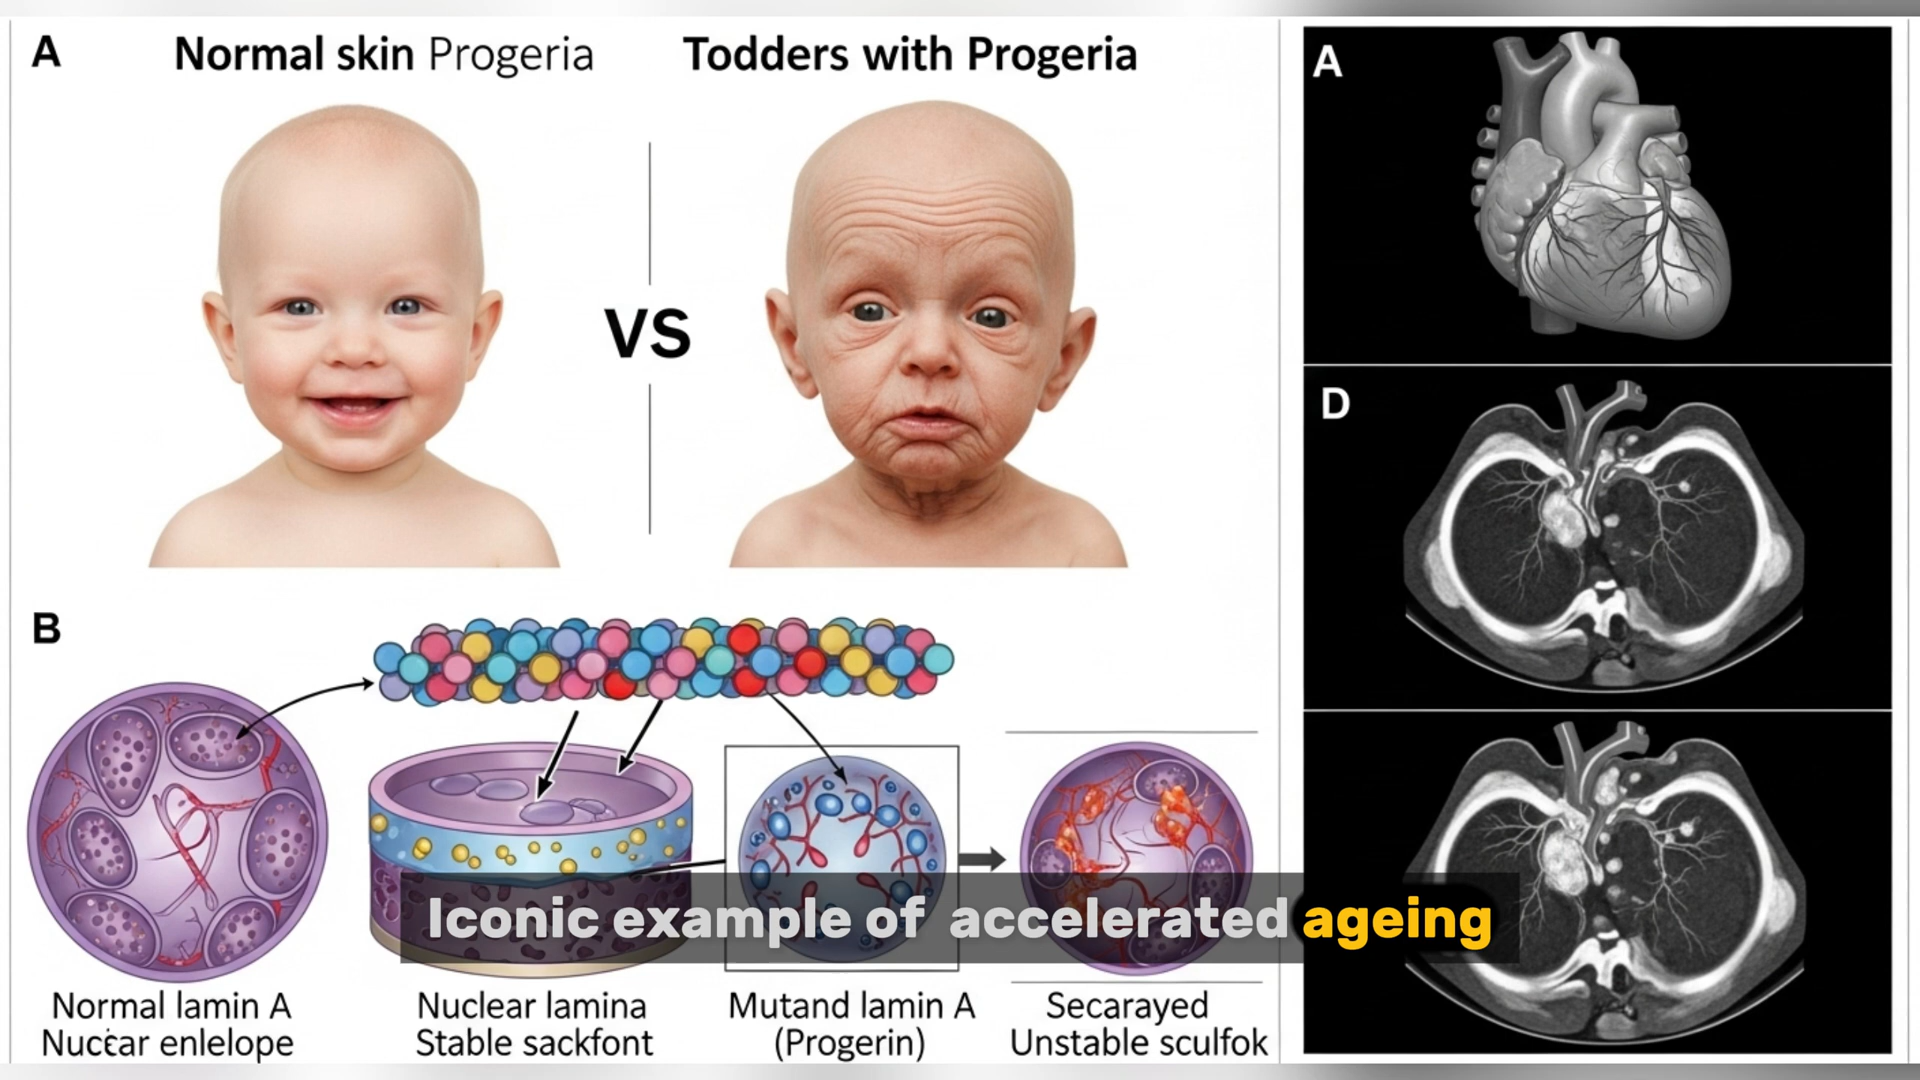 A
Normal skin Progeria
Todders with Progeria
VS
B
Normal lamin A
Nuccar enlelope
Nuclear lamina
Stable sackfont
Mutand lamin A
(Progerin)
Secarayed
Unstable sculfok
A
D
Iconic example of accelerated ageing